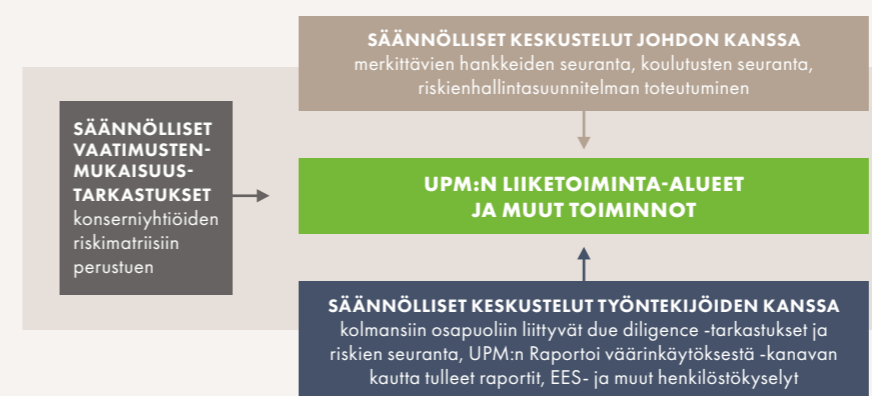 SÄÄNNÖLLISET KESKUSTELUT JOHDON KANSSA
merkittävien hankkeiden seuranta, koulutusten seuranta,
riskienhallintasuunnitelman toteutuminen
SÄÄNNÖLLISET
VAATIMUSTEN-
MUKAISUUS-
TARKASTUKSET
konserniyhtiöiden
riskimatriisiin
perustuen
UPM:N LIIKETOIMINTA-ALUEET
JA MUUT TOIMINNOT
SÄÄNNÖLLISET KESKUSTELUT TYÖNTEKIJÖIDEN KANSSA
kolmansiin osapuoliin liittyvät due diligence -tarkastukset ja
riskien seuranta, UPM:n Raportoi väärinkäytöksestä -kanavan
kautta tulleet raportit, EES- ja muut henkilöstökyselyt